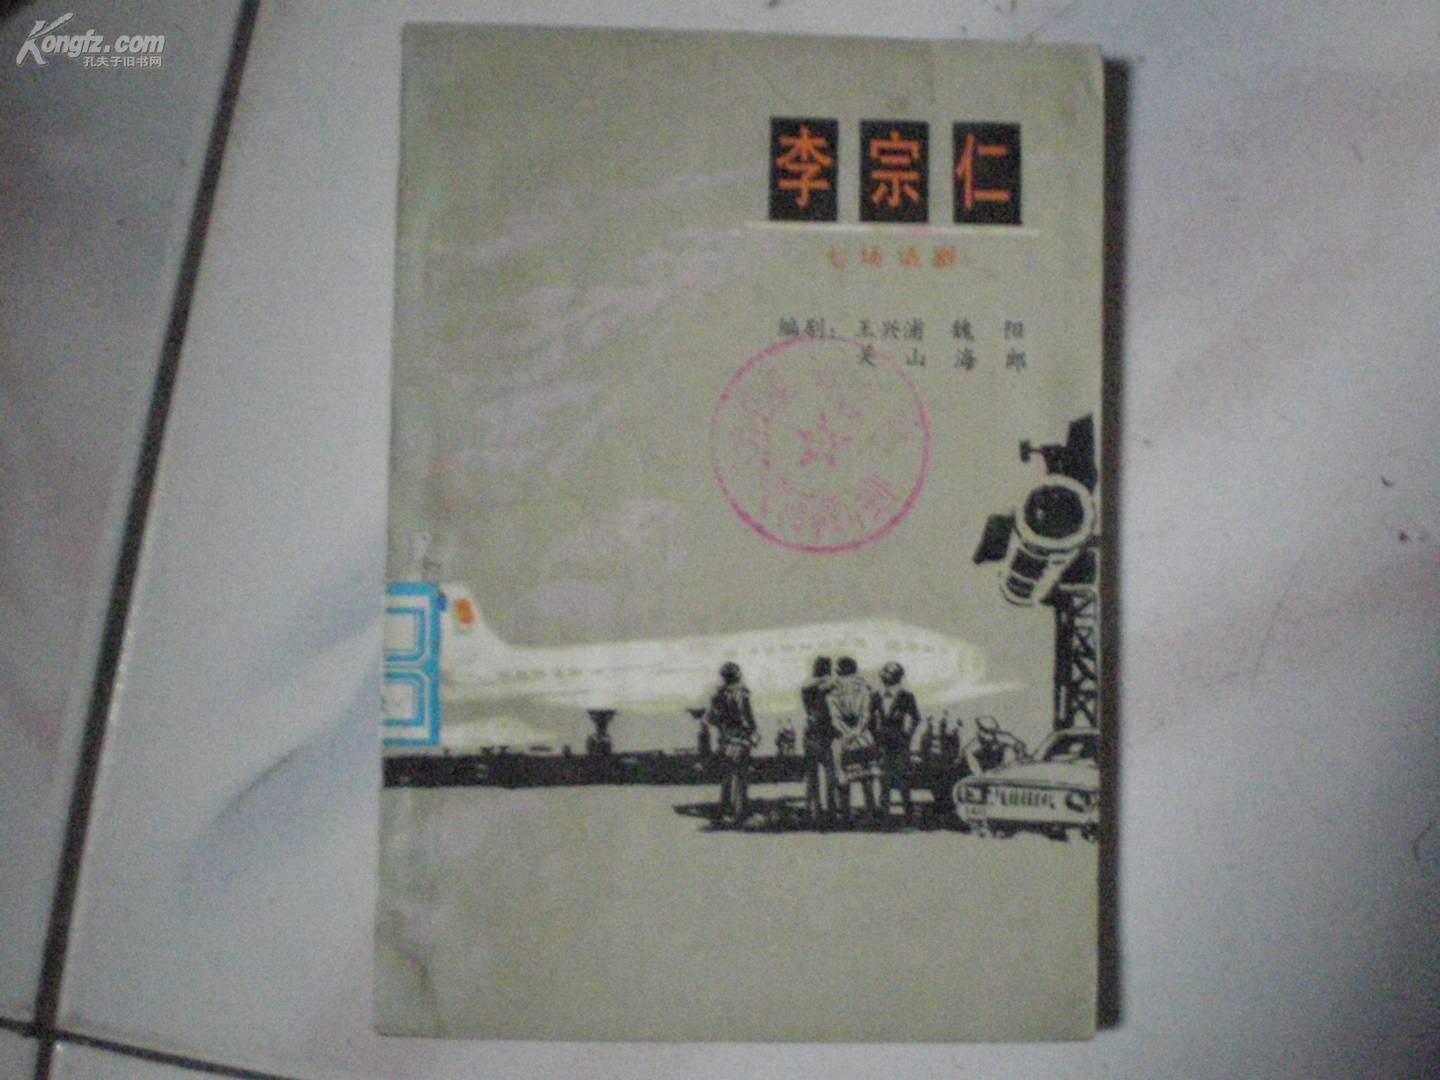 Kongfz.com
孔夫子旧书网
李宗仁
七场话剧
编剧：王兴浦 魏 阳
吴 山 海 郎